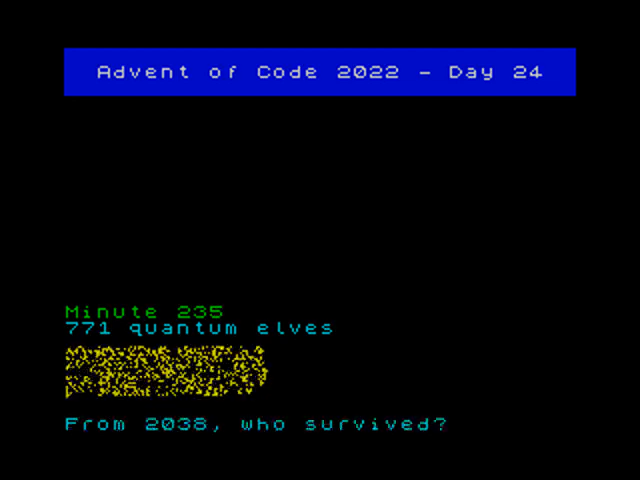 Advent of Code 2022 - Day 24
Minute 235
771 quantum elves
From 2038, who survived?